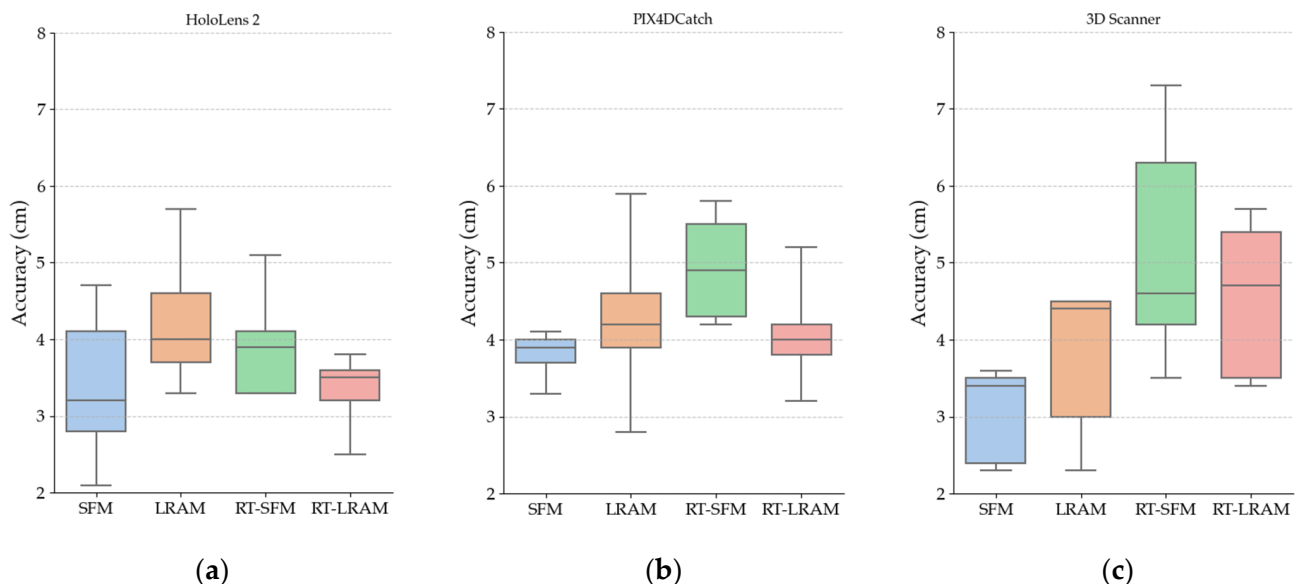 HoloLens 2
Accuracy (cm)
8
7
6
5
4
3
2
SFM LRAM RT-SFM RT-LRAM
(a)
PIX4DCatch
Accuracy (cm)
8
7
6
5
4
3
2
SFM LRAM RT-SFM RT-LRAM
(b)
3D Scanner
Accuracy (cm)
8
7
6
5
4
3
2
SFM LRAM RT-SFM RT-LRAM
(c)